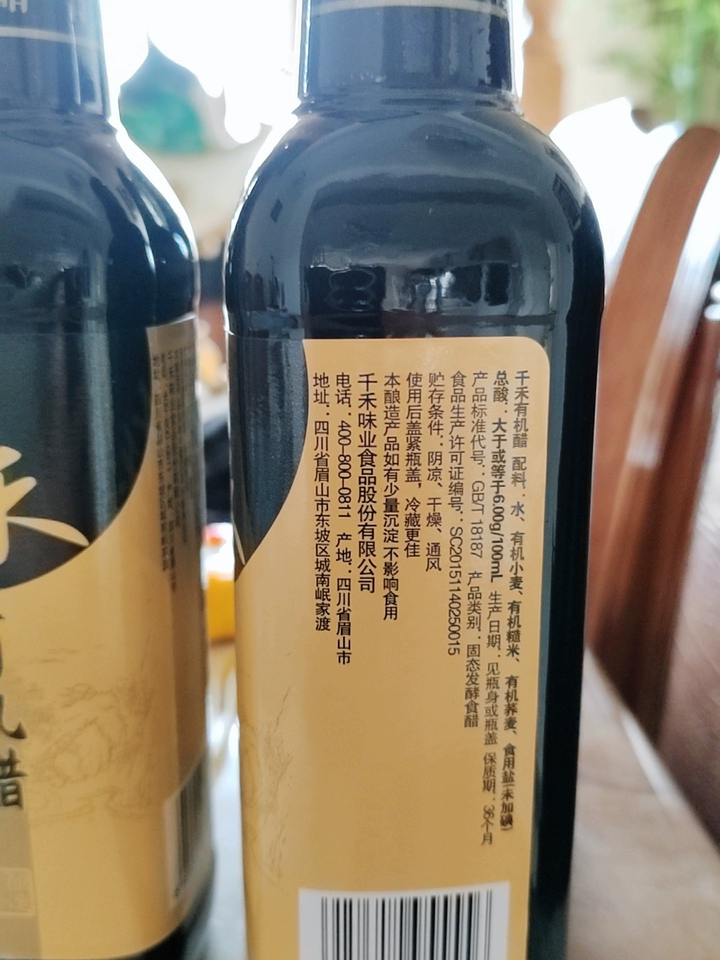 千禾有机醋 配料：水、有机小麦、有机糙米、有机荞麦、食用盐(未加碘)
总酸：大于或等于6.00g/100mL 生产日期：见瓶身或瓶盖 保质期：36个月
产品标准代号：GB/T 18187 产品类别：固态发酵食醋
食品生产许可证编号：SC20151140250015
贮存条件：阴凉、干燥、通风
使用后盖紧瓶盖，冷藏更佳
本酿造产品如有少量沉淀 不影响食用
千禾味业食品股份有限公司
电话：400-800-0811 产地：四川省眉山市
地址：四川省眉山市东坡区城南岷家渡
禾
有机醋